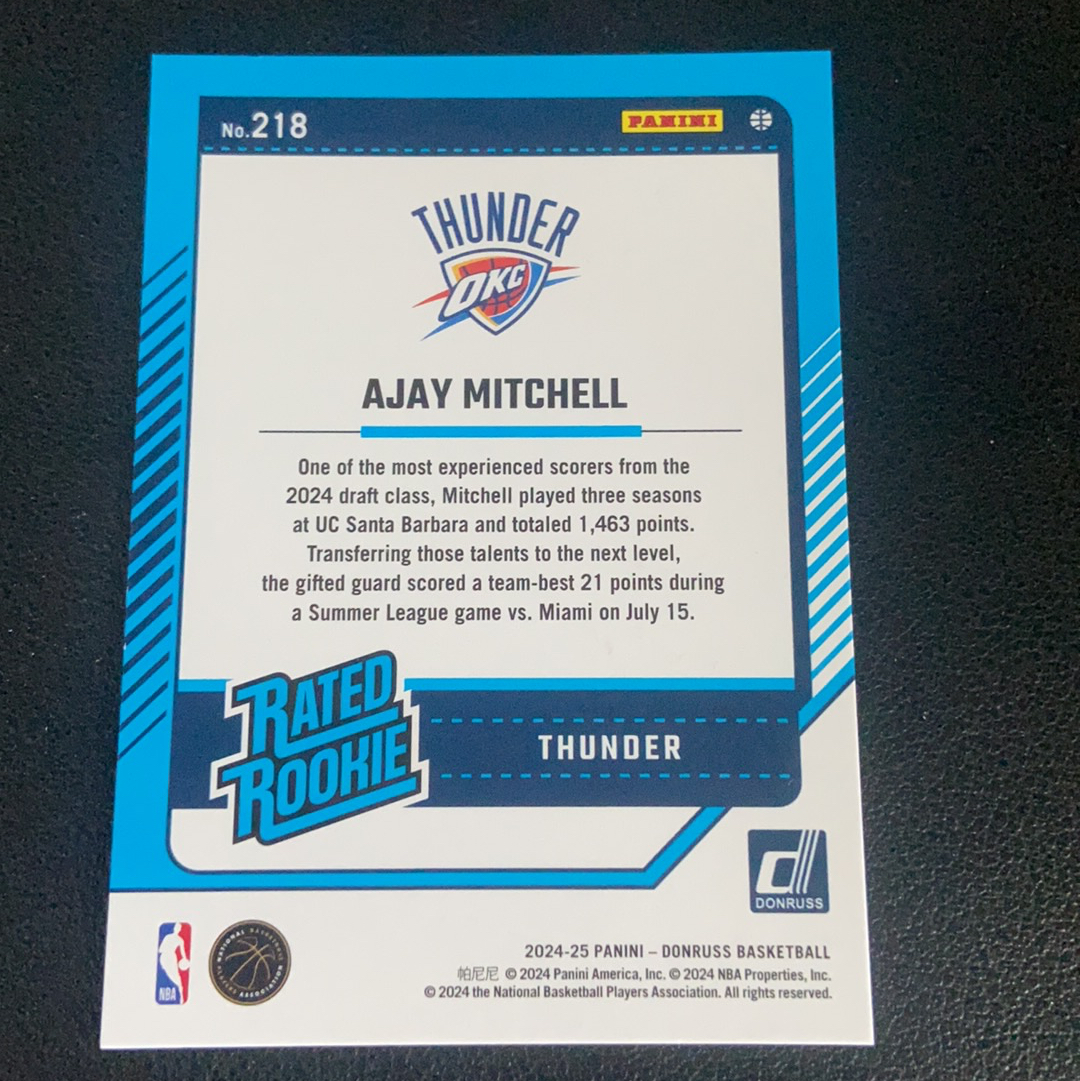 No.218
PANINI
THUNDER
OKC
AJAY MITCHELL
One of the most experienced scorers from the
2024 draft class, Mitchell played three seasons
at UC Santa Barbara and totaled 1,463 points.
Transferring those talents to the next level,
the gifted guard scored a team-best 21 points during
a Summer League game vs. Miami on July 15.
RATED
ROOKIE
THUNDER
d
DONRUSS
NBA
NATIONAL BASKETBALL
PLAYERS ASSOCIATION
2024-25 PANINI – DONRUSS BASKETBALL
帕尼尼 © 2024 Panini America, Inc. © 2024 NBA Properties, Inc.
© 2024 the National Basketball Players Association. All rights reserved.